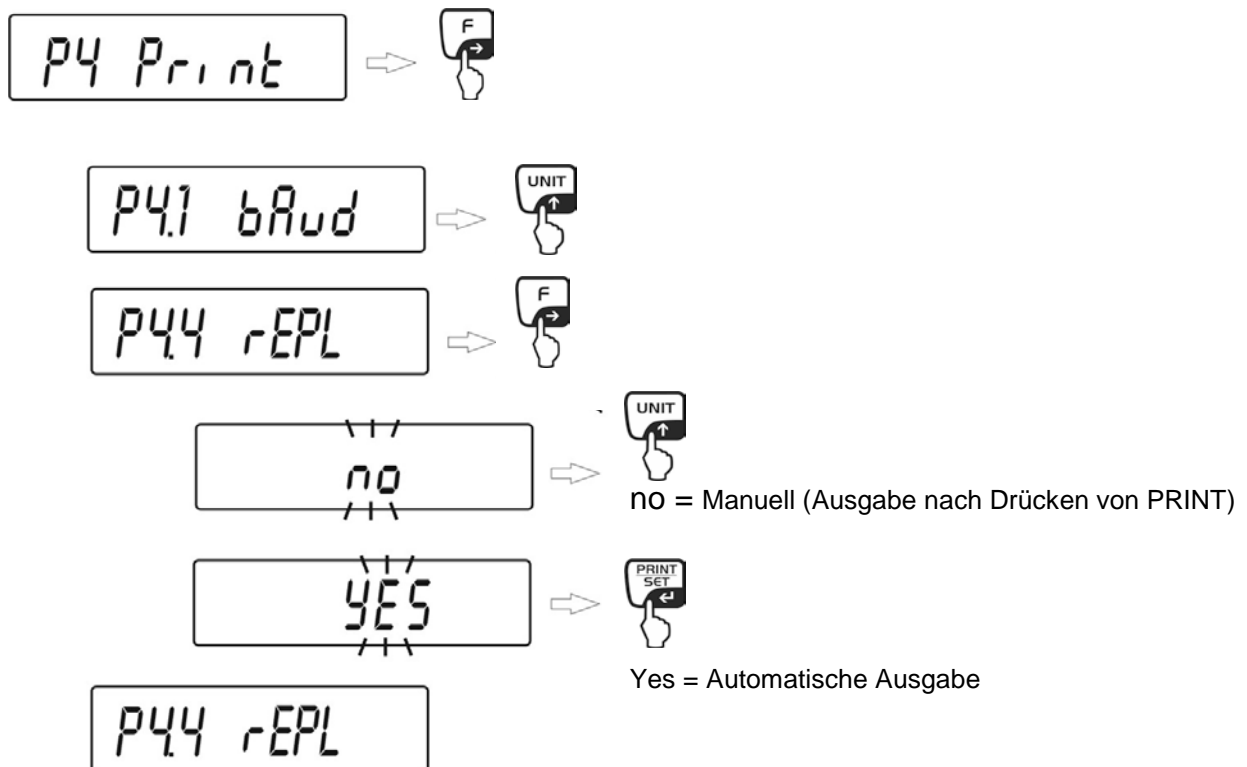 P4 Print
F
P4.1 bAud
UNIT
P4.4 rEPL
F
no
UNIT
no = Manuell (Ausgabe nach Drücken von PRINT)
YES
PRINT
SET
Yes = Automatische Ausgabe
P4.4 rEPL